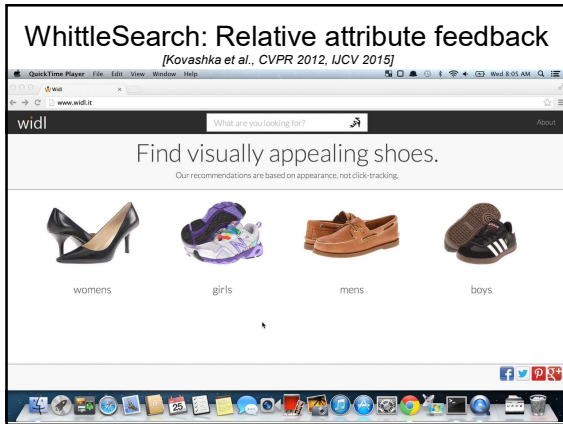 WhittleSearch: Relative attribute feedback
[Kovashka et al., CVPR 2012, IJCV 2015]
QuickTime Player File Edit View Window Help Wed 8:05 AM
Widl
www.widl.it
widl What are you looking for? About
Find visually appealing shoes.
Our recommendations are based on appearance, not click-tracking.
womens girls mens boys
25